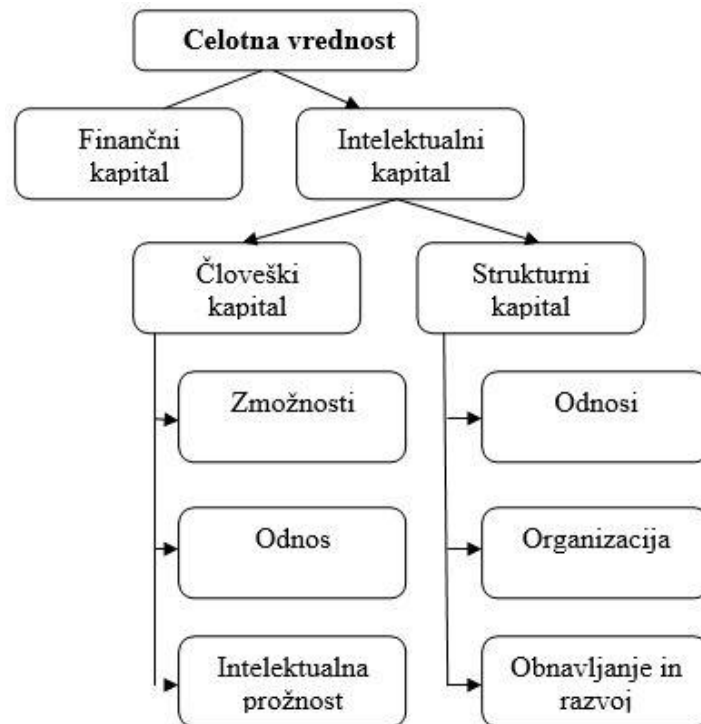 Celotna vrednost
Finančni
kapital
Intelektualni
kapital
Človeški
kapital
Strukturni
kapital
Zmožnosti
Odnosi
Odnos
Organizacija
Intelektualna
prožnost
Obnavljanje in
razvoj